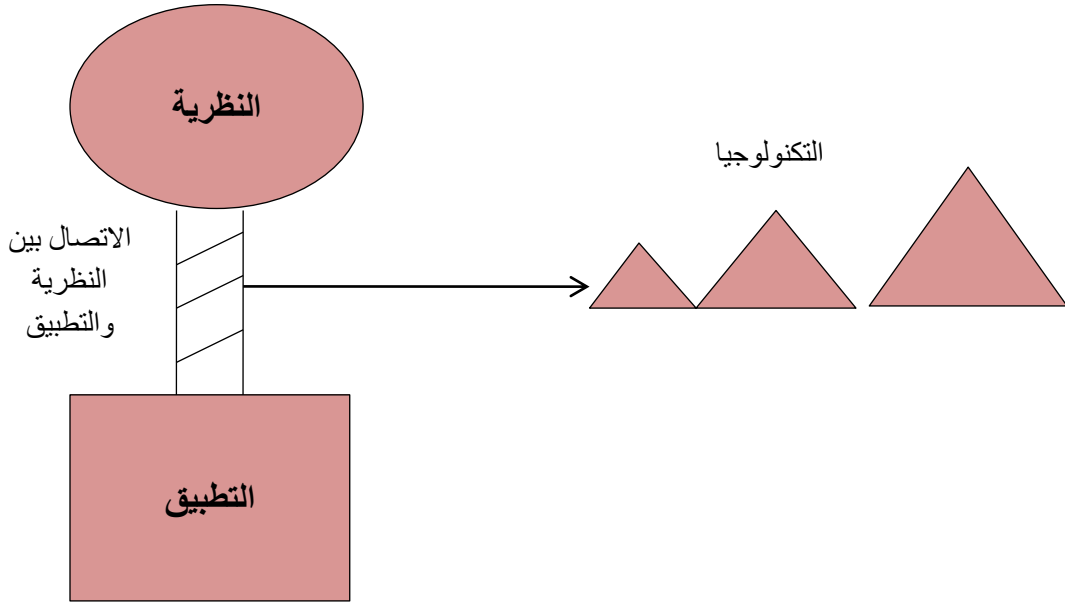 النظرية
التكنولوجيا
الاتصال بين
النظرية
والتطبيق
التطبيق